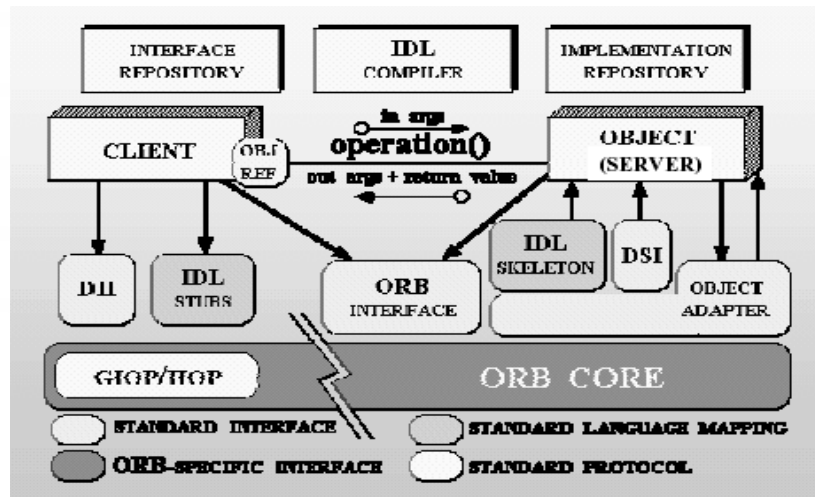 INTERFACE
REPOSITORY
IDL
COMPILER
IMPLEMENTATION
REPOSITORY
in args
operation()
out args + return value
CLIENT
OBJ
REF
OBJECT
(SERVER)
DII
IDL
STUBS
ORB
INTERFACE
IDL
SKELETON
DSI
OBJECT
ADAPTER
GIOP/IIOP
ORB CORE
STANDARD INTERFACE
STANDARD LANGUAGE MAPPING
ORB-SPECIFIC INTERFACE
STANDARD PROTOCOL